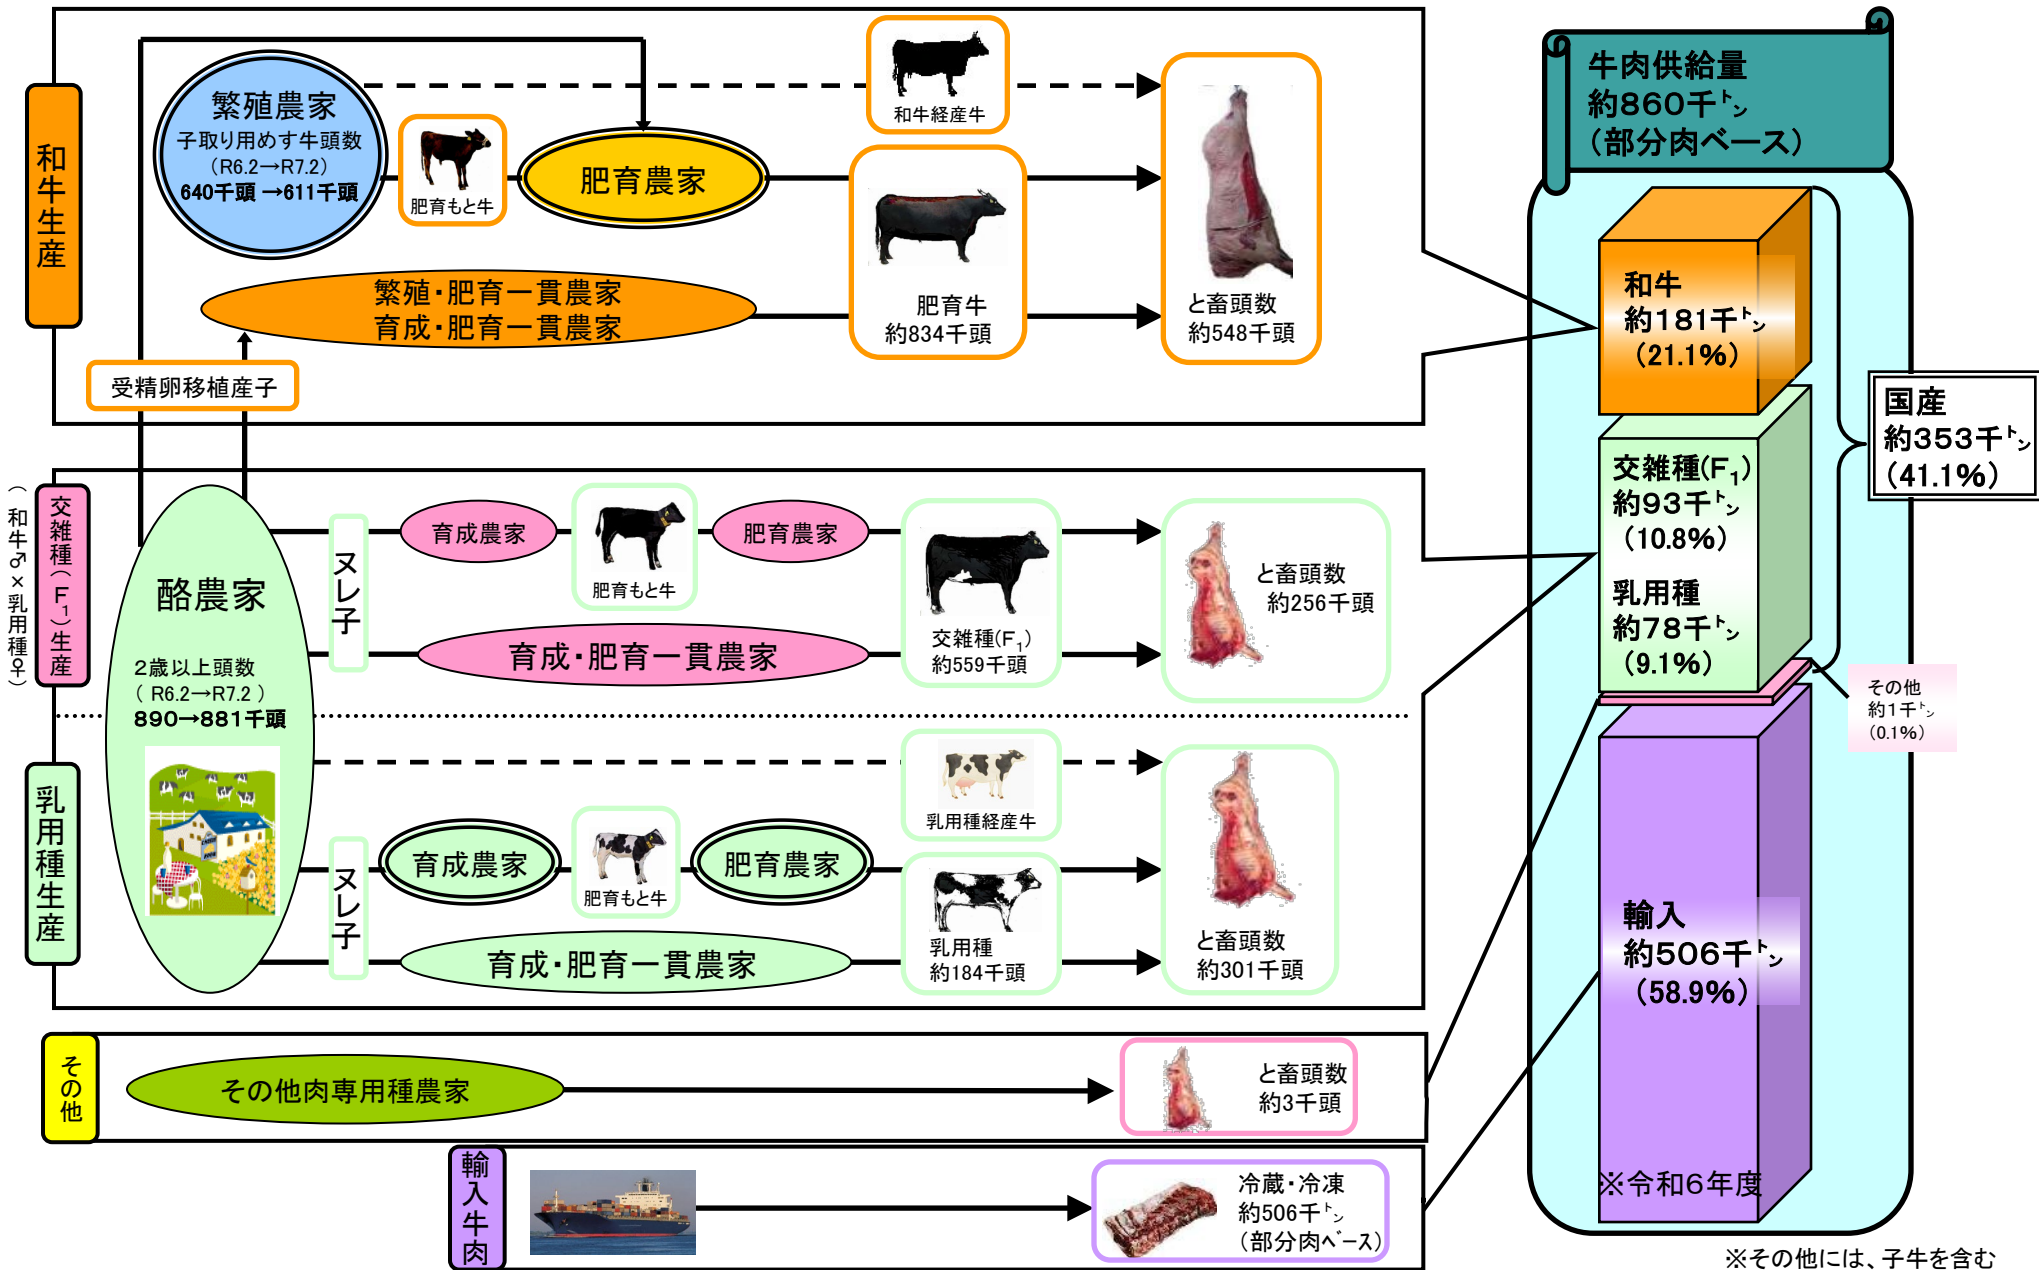 和牛生産
繁殖農家
子取り用めす牛頭数
(R6.2→R7.2)
640千頭→611千頭
肥育もと牛
肥育農家
和牛経産牛
繁殖・肥育一貫農家
育成・肥育一貫農家
肥育牛
約834千頭
と畜頭数
約548千頭
受精卵移植産子
交雑種(F1)生産
(和牛♂×乳用種♀)
酪農家
2歳以上頭数
(R6.2→R7.2)
890→881千頭
ヌレ子
育成農家
肥育もと牛
肥育農家
育成・肥育一貫農家
交雑種(F1)
約559千頭
と畜頭数
約256千頭
乳用種生産
ヌレ子
育成農家
肥育もと牛
肥育農家
乳用種経産牛
育成・肥育一貫農家
乳用種
約184千頭
と畜頭数
約301千頭
その他
その他肉専用種農家
と畜頭数
約3千頭
輸入牛肉
冷蔵・冷凍
約506千トン
(部分肉ベース)
牛肉供給量
約860千トン
(部分肉ベース)
和牛
約181千トン
(21.1%)
交雑種(F1)
約93千トン
(10.8%)
乳用種
約78千トン
(9.1%)
国産
約353千トン
(41.1%)
その他
約1千トン
(0.1%)
輸入
約506千トン
(58.9%)
※令和6年度
※その他には、子牛を含む